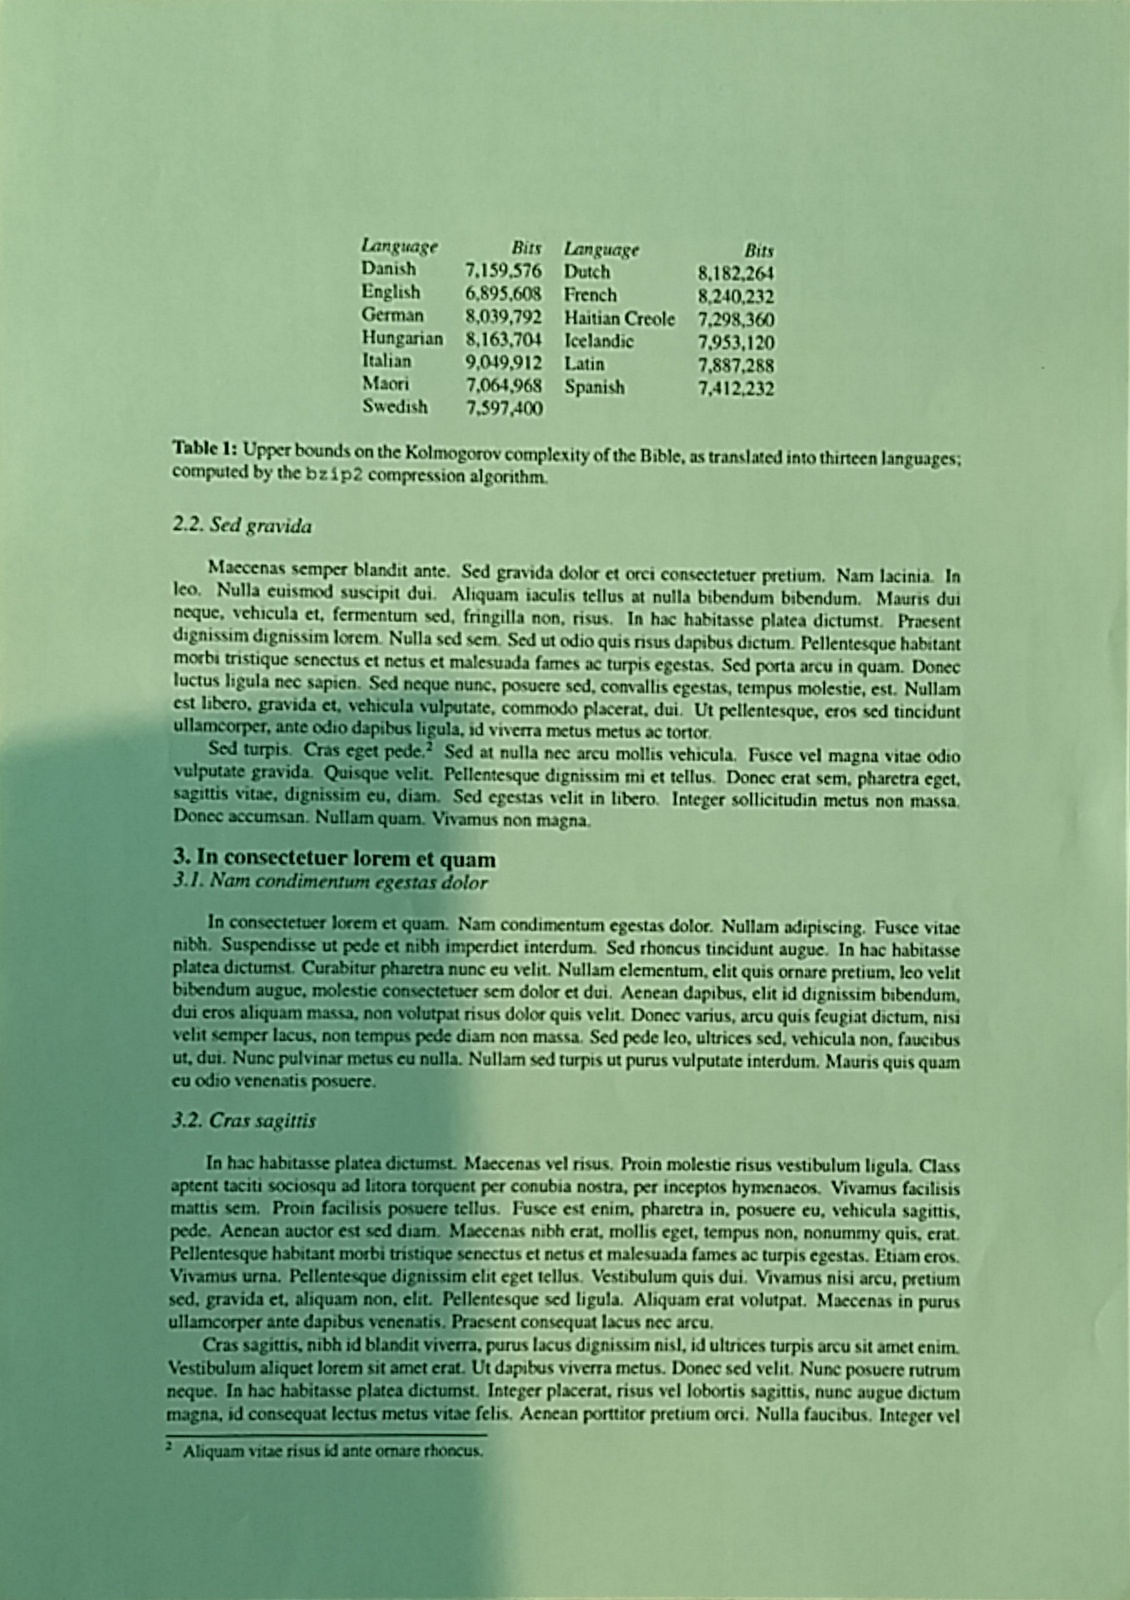 Language Bits Language Bits
Danish 7,159,576 Dutch 8,182,264
English 6,895,608 French 8,240,232
German 8,039,792 Haitian Creole 7,298,360
Hungarian 8,163,704 Icelandic 7,953,120
Italian 9,049,912 Latin 7,887,288
Maori 7,064,968 Spanish 7,412,232
Swedish 7,597,400
Table 1: Upper bounds on the Kolmogorov complexity of the Bible, as translated into thirteen languages;
computed by the bzip2 compression algorithm.
2.2. Sed gravida
Maecenas semper blandit ante. Sed gravida dolor et orci consectetuer pretium. Nam lacinia. In
leo. Nulla euismod suscipit dui. Aliquam iaculis tellus at nulla bibendum bibendum. Mauris dui
neque, vehicula et, fermentum sed, fringilla non, risus. In hac habitasse platea dictumst. Praesent
dignissim dignissim lorem. Nulla sed sem. Sed ut odio quis risus dapibus dictum. Pellentesque habitant
morbi tristique senectus et netus et malesuada fames ac turpis egestas. Sed porta arcu in quam. Donec
luctus ligula nec sapien. Sed neque nunc, posuere sed, convallis egestas, tempus molestie, est. Nullam
est libero, gravida et, vehicula vulputate, commodo placerat, dui. Ut pellentesque, eros sed tincidunt
ullamcorper, ante odio dapibus ligula, id viverra metus metus ac tortor.
Sed turpis. Cras eget pede.² Sed at nulla nec arcu mollis vehicula. Fusce vel magna vitae odio
vulputate gravida. Quisque velit. Pellentesque dignissim mi et tellus. Donec erat sem, pharetra eget,
sagittis vitae, dignissim eu, diam. Sed egestas velit in libero. Integer sollicitudin metus non massa.
Donec accumsan. Nullam quam. Vivamus non magna.
3. In consectetuer lorem et quam
3.1. Nam condimentum egestas dolor
In consectetuer lorem et quam. Nam condimentum egestas dolor. Nullam adipiscing. Fusce vitae
nibh. Suspendisse ut pede et nibh imperdiet interdum. Sed rhoncus tincidunt augue. In hac habitasse
platea dictumst. Curabitur pharetra nunc eu velit. Nullam elementum, elit quis ornare pretium, leo velit
bibendum augue, molestie consectetuer sem dolor et dui. Aenean dapibus, elit id dignissim bibendum,
dui eros aliquam massa, non volutpat risus dolor quis velit. Donec varius, arcu quis feugiat dictum, nisi
velit semper lacus, non tempus pede diam non massa. Sed pede leo, ultrices sed, vehicula non, faucibus
ut, dui. Nunc pulvinar metus eu nulla. Nullam sed turpis ut purus vulputate interdum. Mauris quis quam
eu odio venenatis posuere.
3.2. Cras sagittis
In hac habitasse platea dictumst. Maecenas vel risus. Proin molestie risus vestibulum ligula. Class
aptent taciti sociosqu ad litora torquent per conubia nostra, per inceptos hymenaeos. Vivamus facilisis
mattis sem. Proin facilisis posuere tellus. Fusce est enim, pharetra in, posuere eu, vehicula sagittis,
pede. Aenean auctor est sed diam. Maecenas nibh erat, mollis eget, tempus non, nonummy quis, erat.
Pellentesque habitant morbi tristique senectus et netus et malesuada fames ac turpis egestas. Etiam eros.
Vivamus urna. Pellentesque dignissim elit eget tellus. Vestibulum quis dui. Vivamus nisi arcu, pretium
sed, gravida et, aliquam non, elit. Pellentesque sed ligula. Aliquam erat volutpat. Maecenas in purus
ullamcorper ante dapibus venenatis. Praesent consequat lacus nec arcu.
Cras sagittis, nibh id blandit viverra, purus lacus dignissim nisl, id ultrices turpis arcu sit amet enim.
Vestibulum aliquet lorem sit amet erat. Ut dapibus viverra metus. Donec sed velit. Nunc posuere rutrum
neque. In hac habitasse platea dictumst. Integer placerat, risus vel lobortis sagittis, nunc augue dictum
magna, id consequat lectus metus vitae felis. Aenean porttitor pretium orci. Nulla faucibus. Integer vel
² Aliquam vitae risus id ante ornare rhoncus.